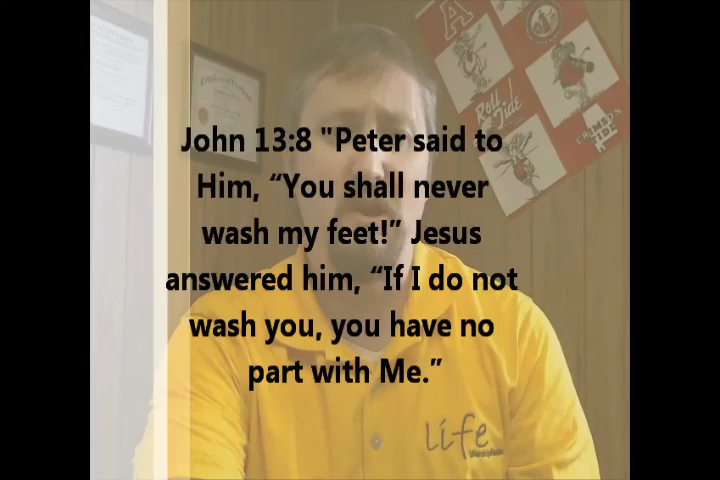 John 13:8 "Peter said to
Him, “You shall never
wash my feet!” Jesus
answered him, “If I do not
wash you, you have no
part with Me.”
A
Roll
Tide
CRIMSON
TIDE
Life